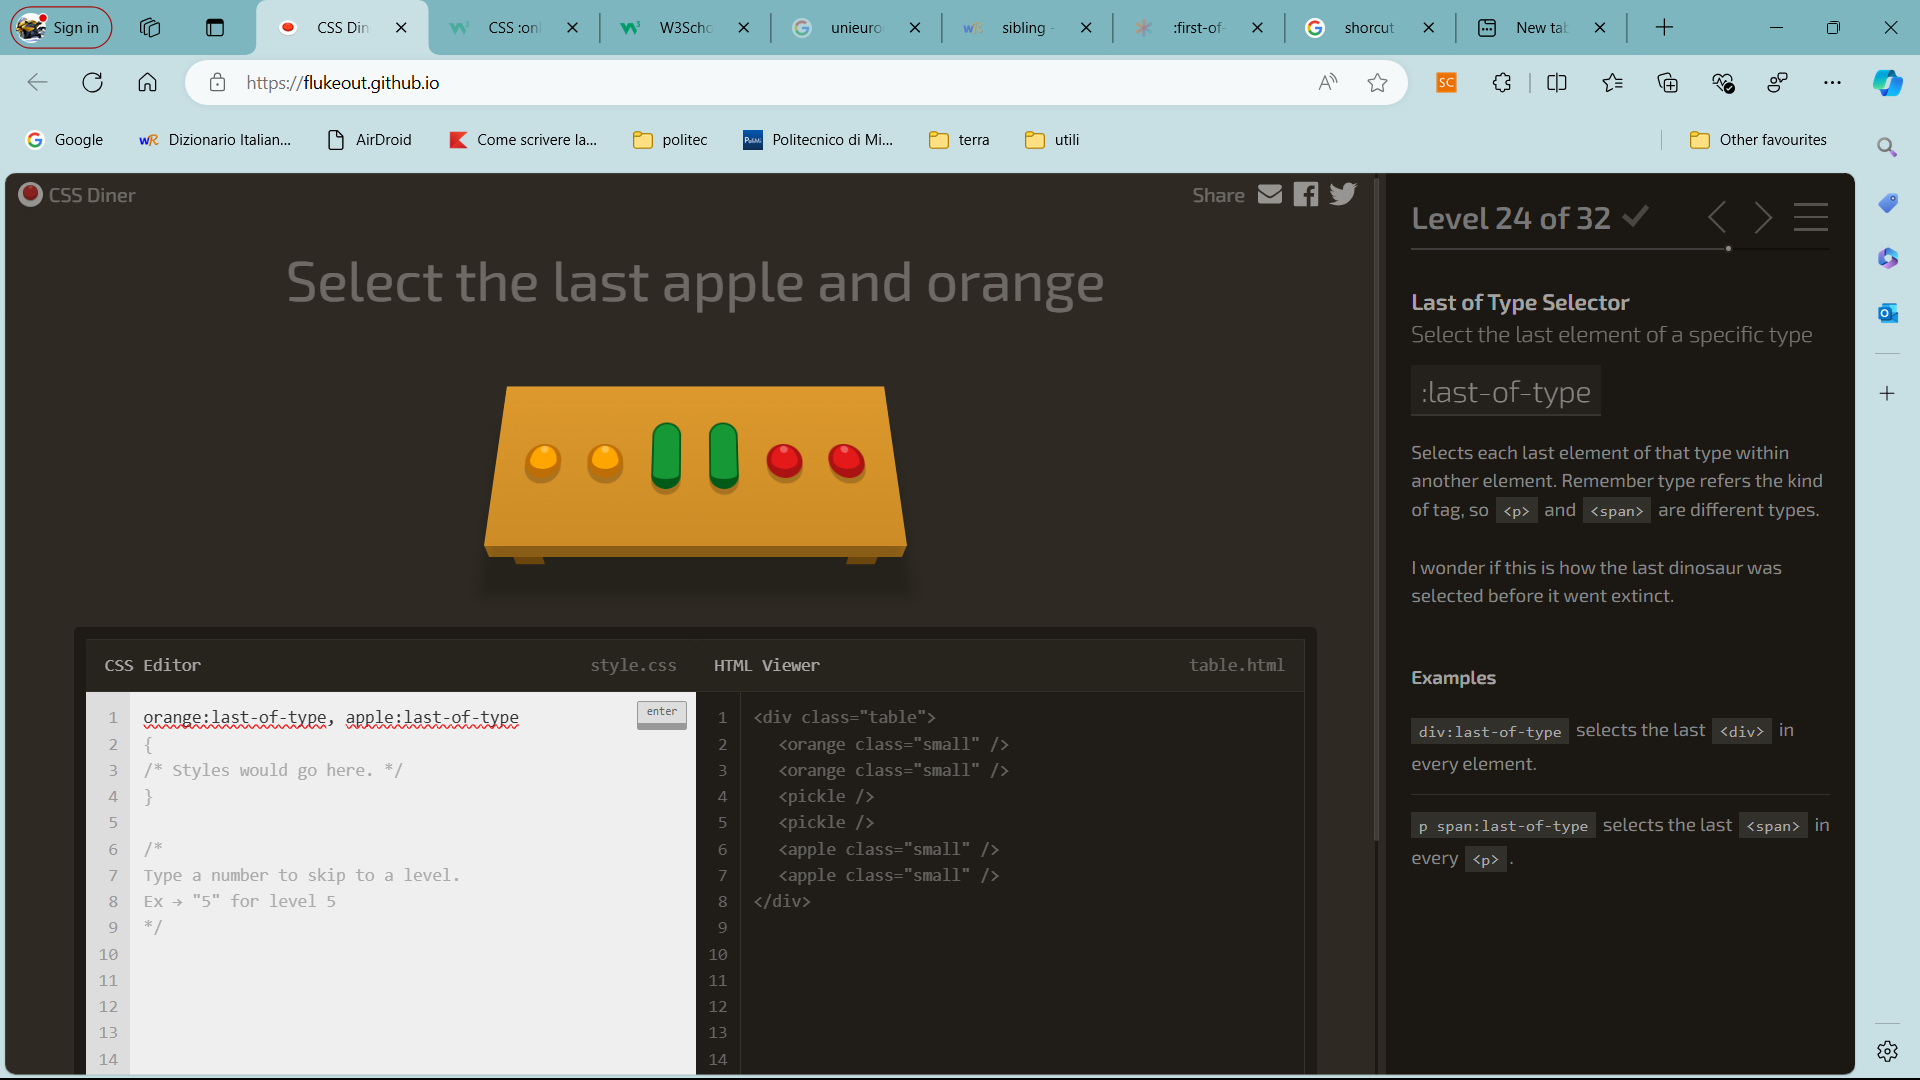 Sign in
CSS Din
CSS :onl
W3Scho
unieuro
sibling -
:first-of-
shorcut
New tab
https://flukeout.github.io
SC
Google
Dizionario Italian...
AirDroid
Come scrivere la...
politec
Politecnico di Mi...
terra
utili
Other favourites
CSS Diner
Share
Select the last apple and orange
CSS Editor
style.css
HTML Viewer
table.html
1 orange:last-of-type, apple:last-of-type
enter
2 {
3 /* Styles would go here. */
4 }
5
6 /*
7 Type a number to skip to a level.
8 Ex → "5" for level 5
9 */
10
11
12
13
14
1 <div class="table">
2 <orange class="small" />
3 <orange class="small" />
4 <pickle />
5 <pickle />
6 <apple class="small" />
7 <apple class="small" />
8 </div>
9
10
11
12
13
14
Level 24 of 32
Last of Type Selector
Select the last element of a specific type
:last-of-type
Selects each last element of that type within
another element. Remember type refers the kind
of tag, so <p> and <span> are different types.
I wonder if this is how the last dinosaur was
selected before it went extinct.
Examples
div:last-of-type selects the last <div> in
every element.
p span:last-of-type selects the last <span> in
every <p> .